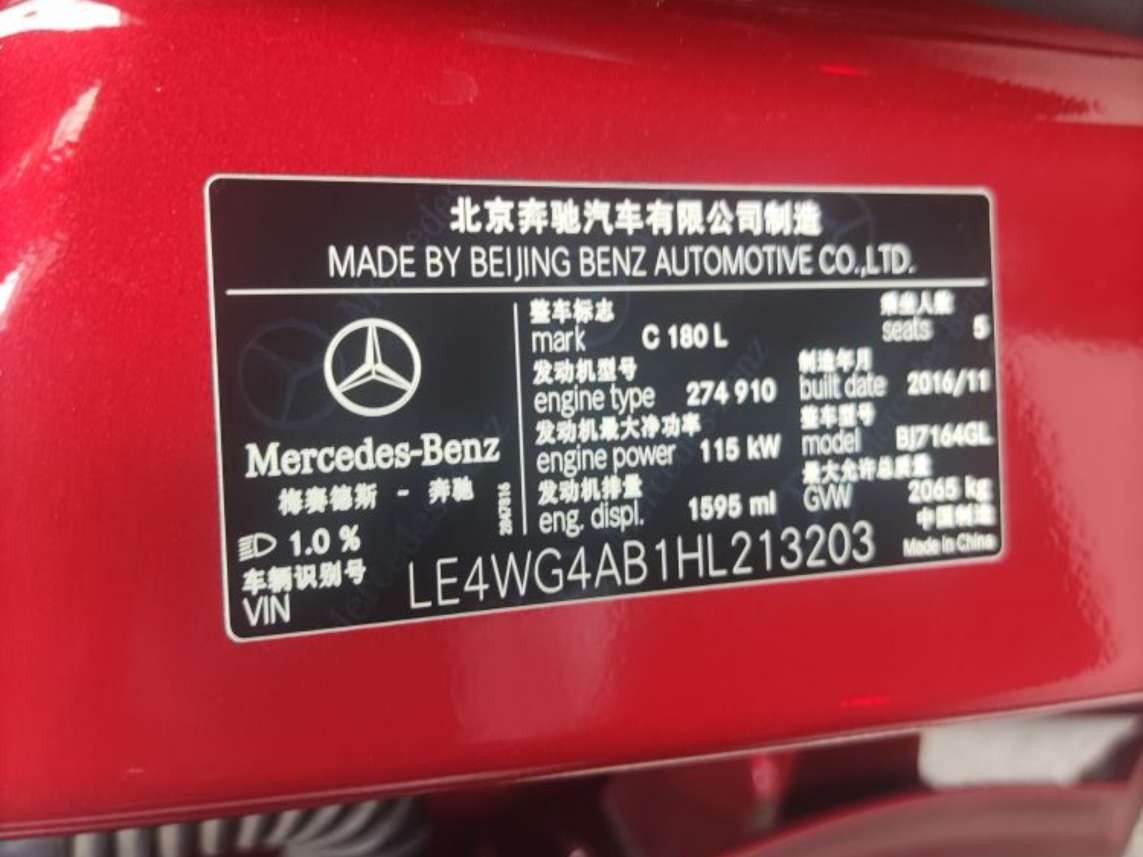 北京奔驰汽车有限公司制造
MADE BY BEIJING BENZ AUTOMOTIVE CO.,LTD.
Mercedes-Benz
梅赛德斯 - 奔驰
1.0 %
整车标志
mark C 180 L
乘坐人数
seats 5
发动机型号
engine type 274 910
制造年月
built date 2016/11
发动机最大净功率
engine power 115 kW
整车型号
model BJ7164GL
发动机排量
eng. displ. 1595 ml
最大允许总质量
GVW 2065 kg
中国制造
Made in China
车辆识别号
VIN LE4WG4AB1HL213203